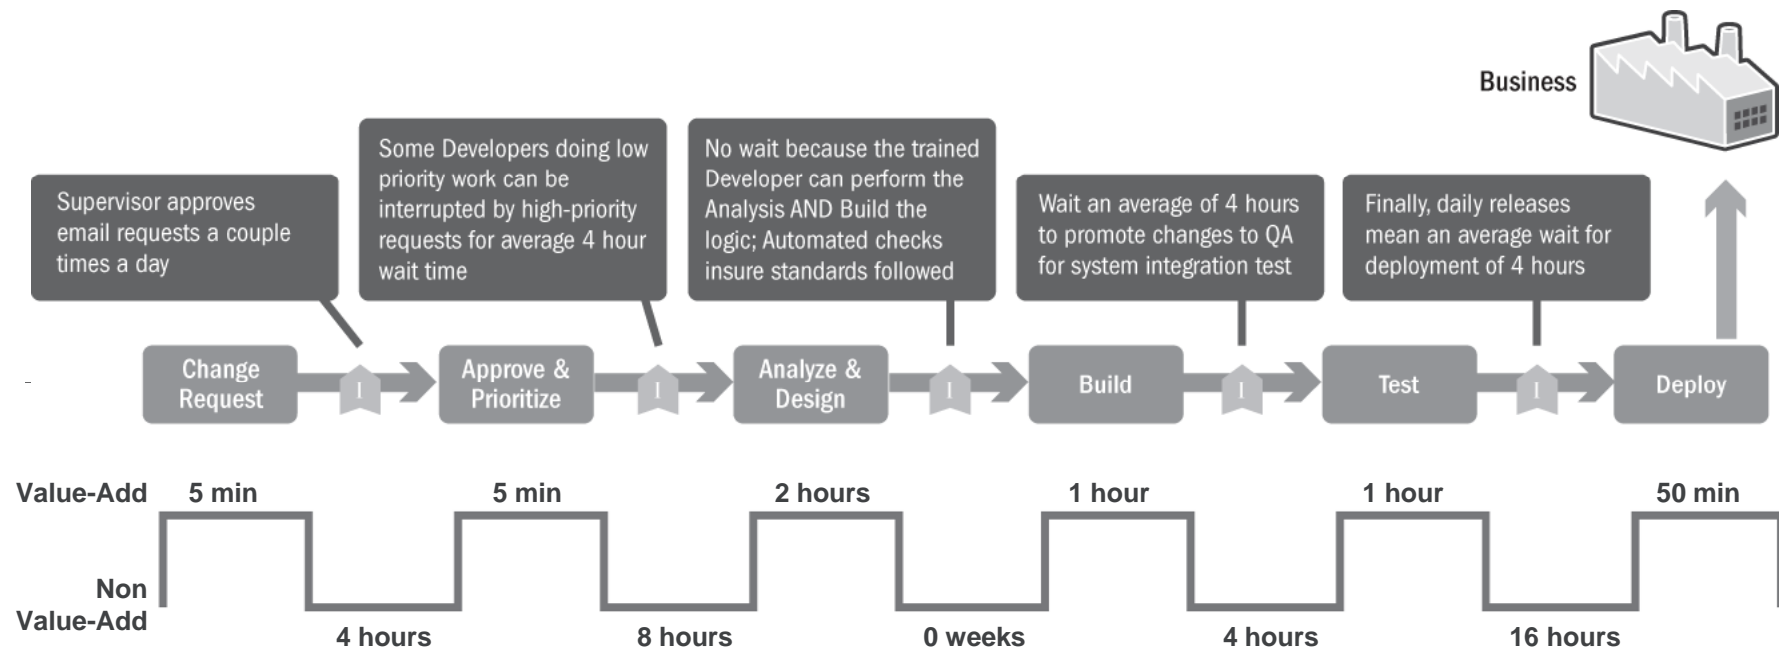 Business
Supervisor approves
email requests a couple
times a day
Some Developers doing low
priority work can be
interrupted by high-priority
requests for average 4 hour
wait time
No wait because the trained
Developer can perform the
Analysis AND Build the
logic; Automated checks
insure standards followed
Wait an average of 4 hours
to promote changes to QA
for system integration test
Finally, daily releases
mean an average wait for
deployment of 4 hours
Change
Request
I
Approve &
Prioritize
I
Analyze &
Design
I
Build
I
Test
I
Deploy
Value-Add
5 min
5 min
2 hours
1 hour
1 hour
50 min
Non
Value-Add
4 hours
8 hours
0 weeks
4 hours
16 hours